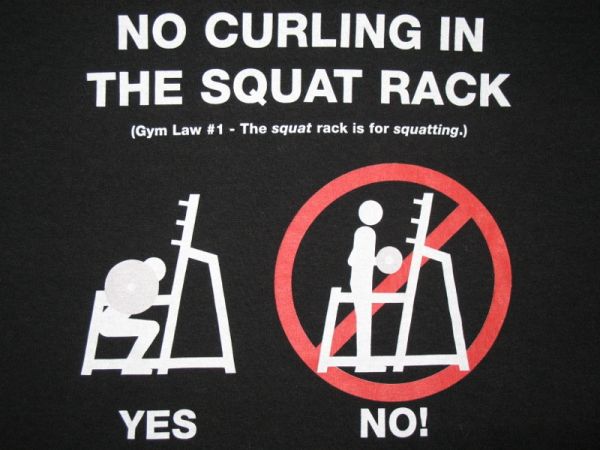 NO CURLING IN
THE SQUAT RACK
(Gym Law #1 - The squat rack is for squatting.)
YES
NO!